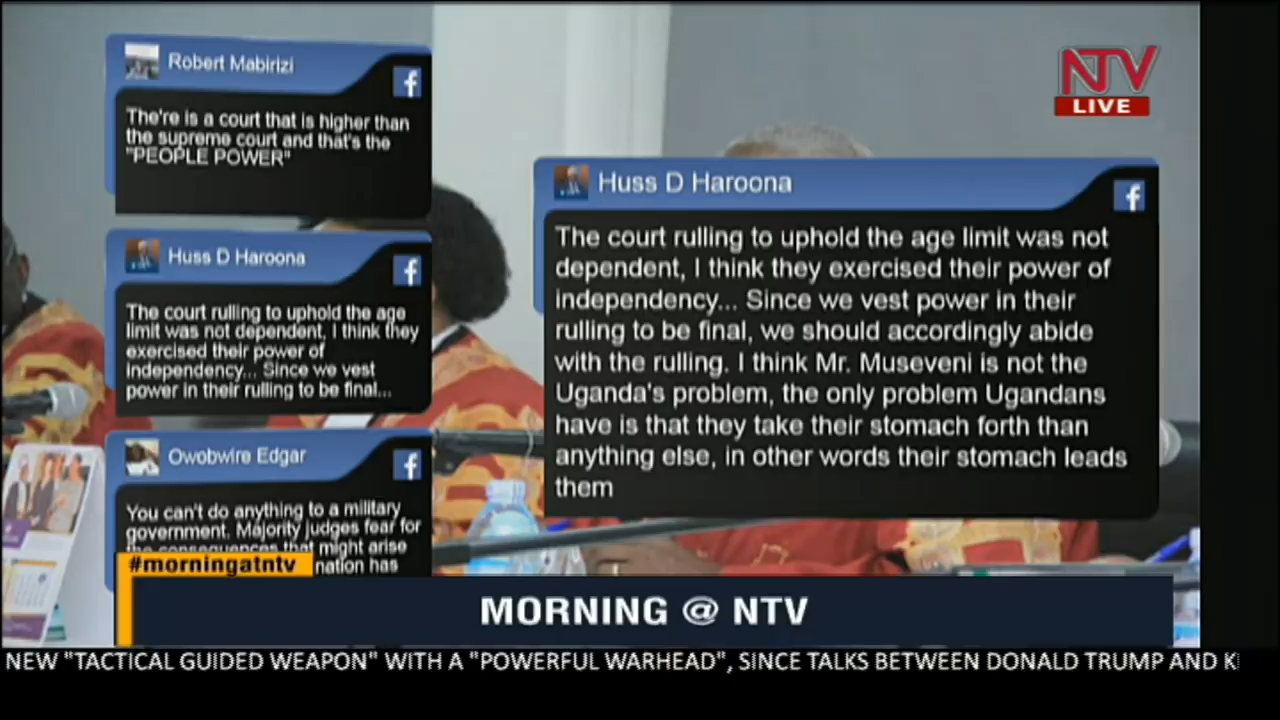 Robert Mabirizi
The're is a court that is higher than
the supreme court and that's the
"PEOPLE POWER"
Huss D Haroona
The court rulling to uphold the age
limit was not dependent, I think they
exercised their power of
independency... Since we vest
power in their rulling to be final...
Owobwire Edgar
You can't do anything to a military
government. Majority judges fear for
the consequences that might arise
nation has
NTV
LIVE
Huss D Haroona
The court rulling to uphold the age limit was not
dependent, I think they exercised their power of
independency... Since we vest power in their
rulling to be final, we should accordingly abide
with the rulling. I think Mr. Museveni is not the
Uganda's problem, the only problem Ugandans
have is that they take their stomach forth than
anything else, in other words their stomach leads
them
#morningatntv
MORNING @ NTV
NEW "TACTICAL GUIDED WEAPON" WITH A "POWERFUL WARHEAD", SINCE TALKS BETWEEN DONALD TRUMP AND K